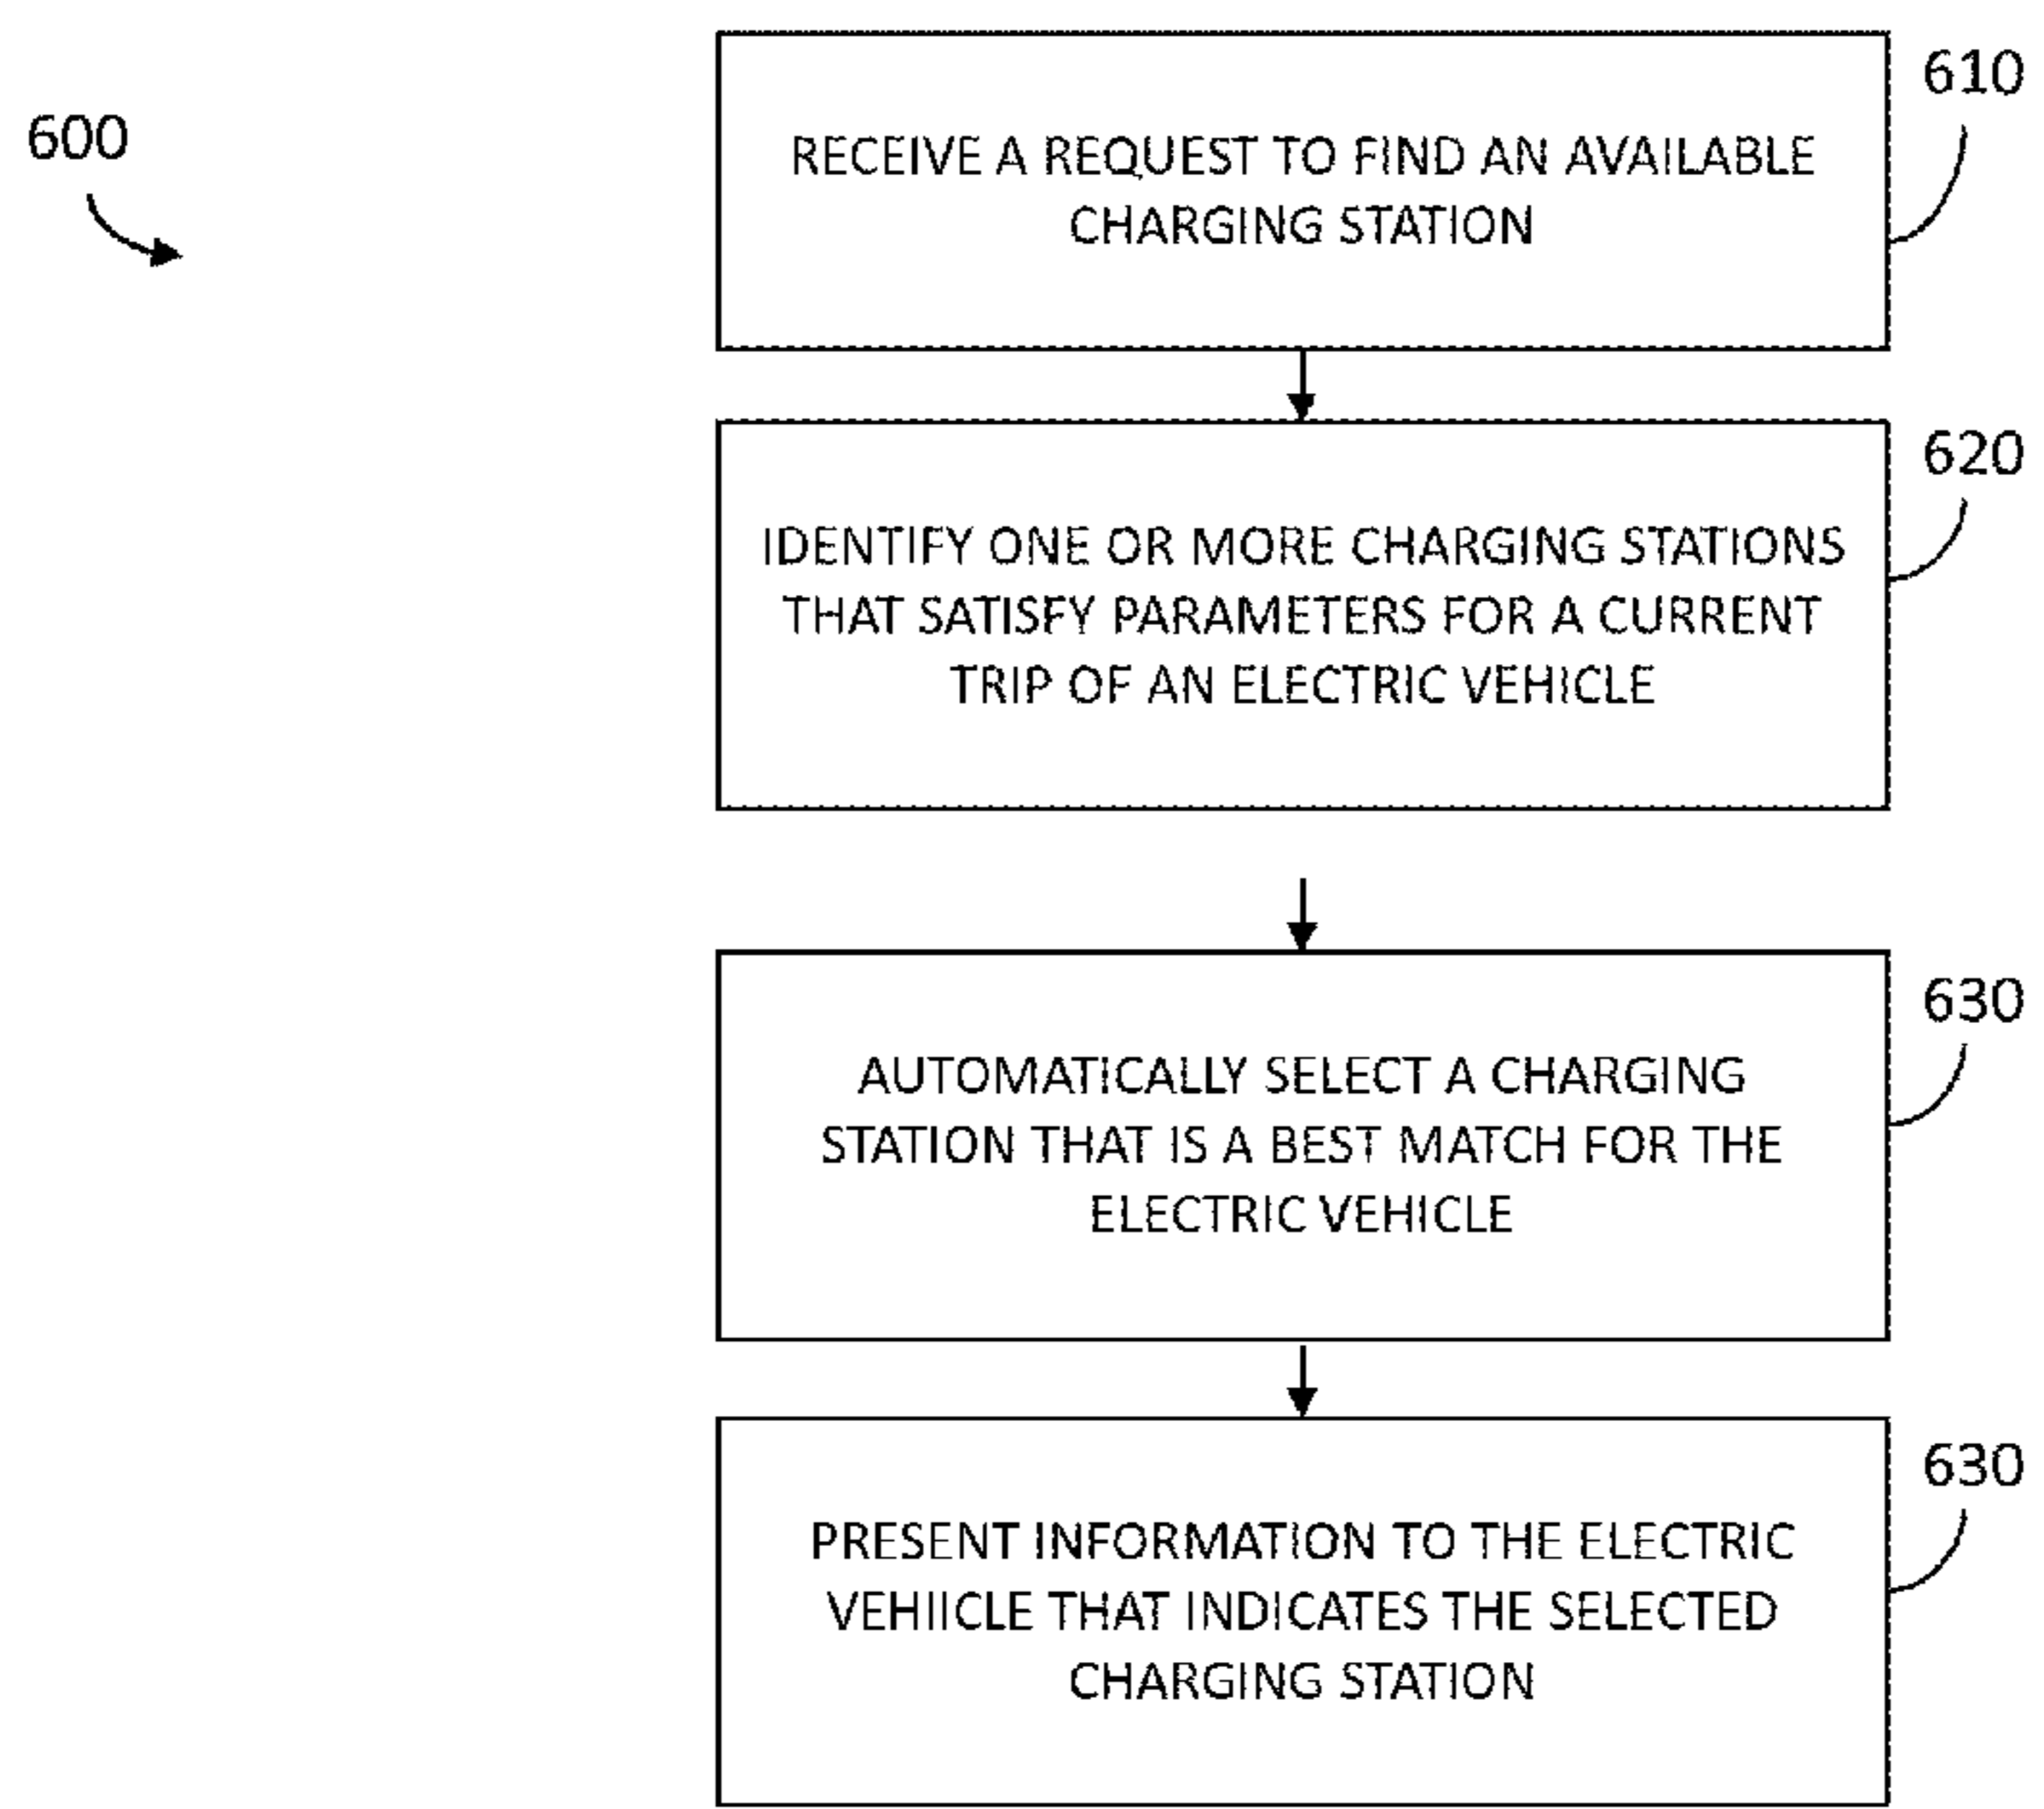 600
610
RECEIVE A REQUEST TO FIND AN AVAILABLE
CHARGING STATION
620
IDENTIFY ONE OR MORE CHARGING STATIONS
THAT SATISFY PARAMETERS FOR A CURRENT
TRIP OF AN ELECTRIC VEHICLE
630
AUTOMATICALLY SELECT A CHARGING
STATION THAT IS A BEST MATCH FOR THE
ELECTRIC VEHICLE
630
PRESENT INFORMATION TO THE ELECTRIC
VEHIICLE THAT INDICATES THE SELECTED
CHARGING STATION